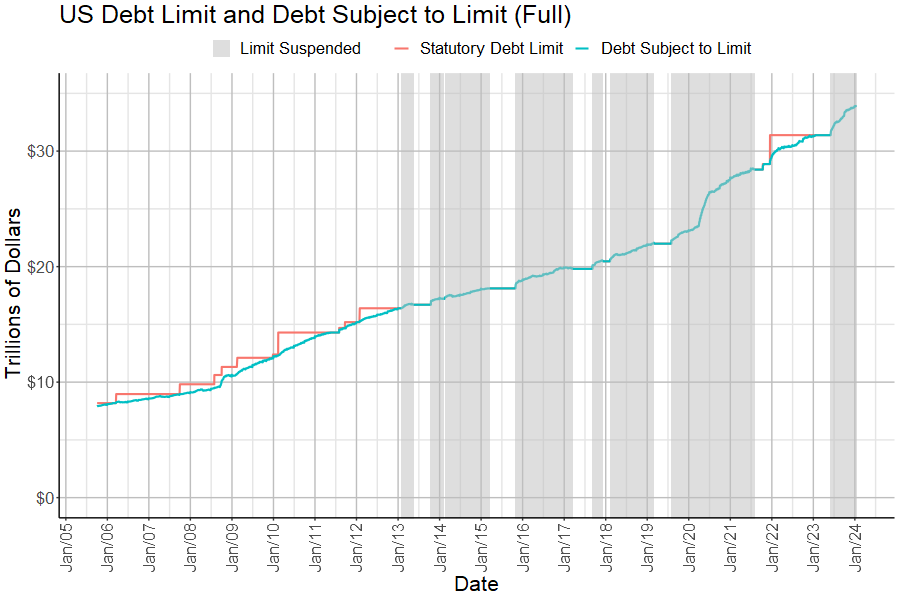 US Debt Limit and Debt Subject to Limit (Full)
Limit Suspended Statutory Debt Limit Debt Subject to Limit
Trillions of Dollars
$30
$20
$10
$0
Jan/05 Jan/06 Jan/07 Jan/08 Jan/09 Jan/10 Jan/11 Jan/12 Jan/13 Jan/14 Jan/15 Jan/16 Jan/17 Jan/18 Jan/19 Jan/20 Jan/21 Jan/22 Jan/23 Jan/24
Date